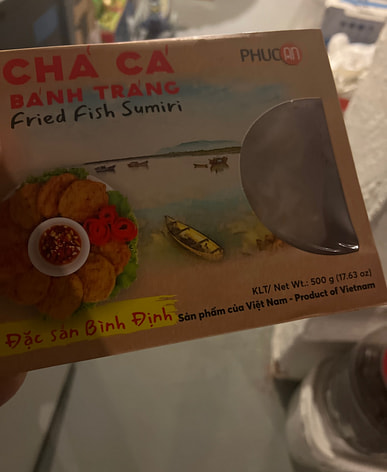 CHẢ CÁ
PHUCAN
BÁNH TRÁNG
Fried Fish Sumiri
KLT/ Net Wt.: 500 g (17.63 oz)
Đặc sản Bình Định
Sản phẩm của Việt Nam - Product of Vietnam